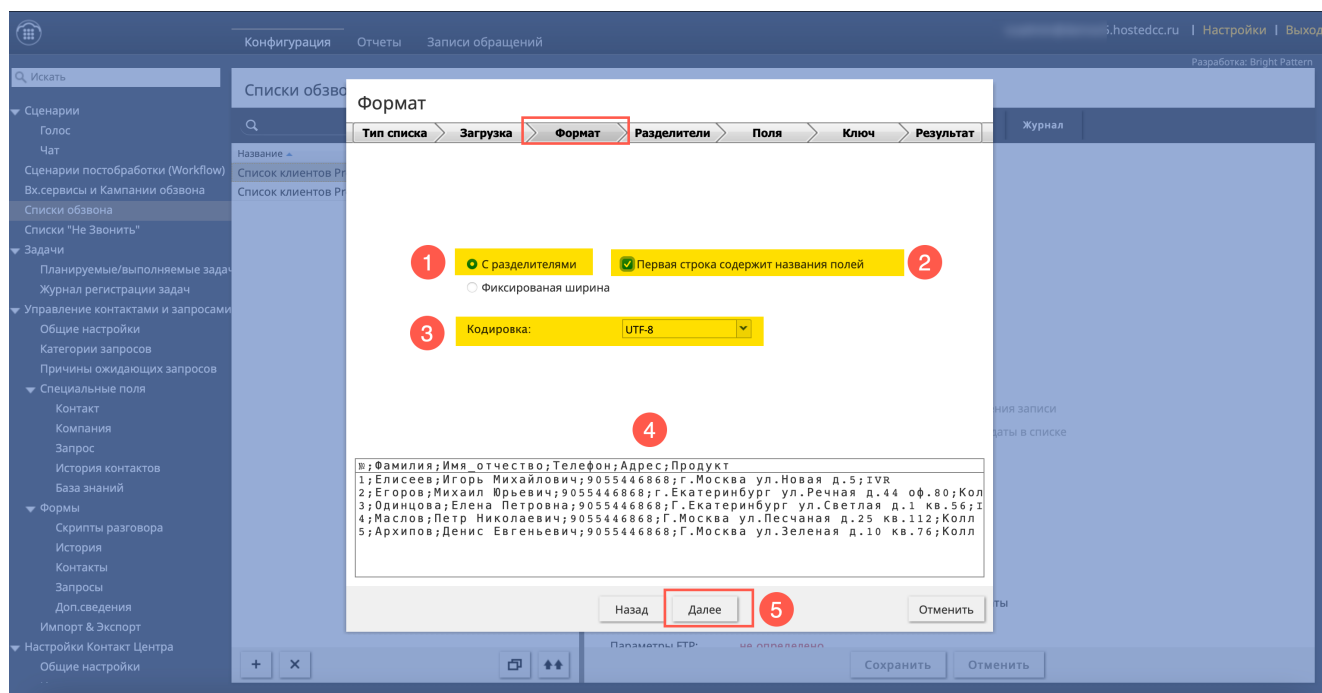 .hostedcc.ru | Настройки | Выход
Конфигурация Отчеты Записи обращений
Разработка: Bright Pattern
Искать
Сценарии
Голос
Чат
Сценарии постобработки (Workflow)
Вх.сервисы и Кампании обзвона
Списки обзвона
Списки "Не Звонить"
Задачи
Планируемые/выполняемые задач
Журнал регистрации задач
Управление контактами и запросами
Общие настройки
Категории запросов
Причины ожидающих запросов
Специальные поля
Контакт
Компания
Запрос
История контактов
База знаний
Формы
Скрипты разговора
История
Контакты
Запросы
Доп.сведения
Импорт & Экспорт
Настройки Контакт Центра
Общие настройки
Списки обзво
Название
Список клиентов Pr
Список клиентов Pr
Журнал
Формат
Тип списка Загрузка Формат Разделители Поля Ключ Результат
1 С разделителями Первая строка содержит названия полей 2
Фиксированая ширина
3 Кодировка: UTF-8
4
№;Фамилия;Имя_отчество;Телефон;Адрес;Продукт
1;Елисеев;Игорь Михайлович;9055446868;г.Москва ул.Новая д.5;IVR
2;Егоров;Михаил Юрьевич;9055446868;г.Екатеринбург ул.Речная д.44 оф.80;Кол
3;Одинцова;Елена Петровна;9055446868;Г.Екатеринбург ул.Светлая д.1 кв.56;I
4;Маслов;Петр Николаевич;9055446868;Г.Москва ул.Песчаная д.25 кв.112;Колл
5;Архипов;Денис Евгеньевич;9055446868;Г.Москва ул.Зеленая д.10 кв.76;Колл
Назад Далее 5 Отменить
ния записи
даты в списке
ты
Параметры FTP: не определено
Сохранить Отменить